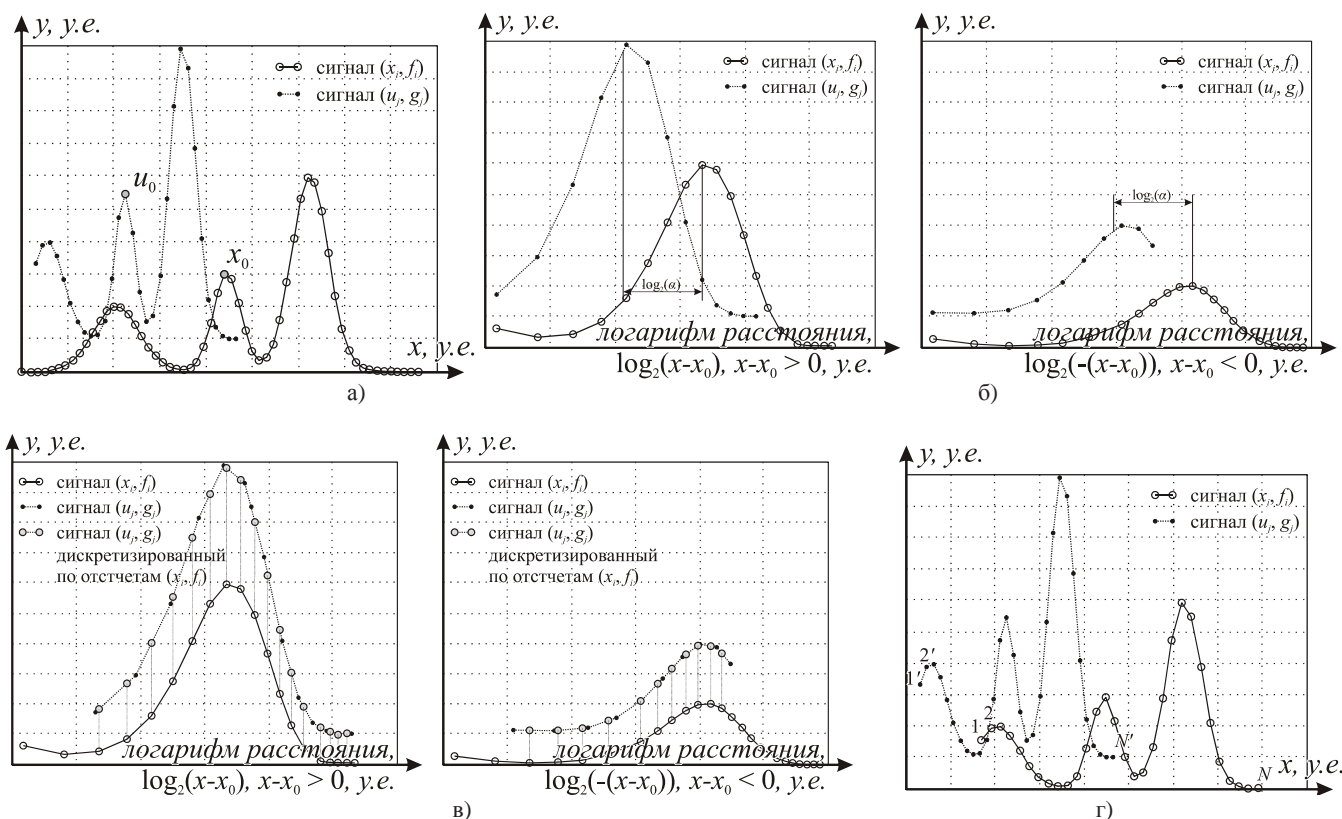 y, у.е.
сигнал (xᵢ, fᵢ)
сигнал (uⱼ, gⱼ)
u₀
x₀
x, у.е.
а)
y, у.е.
сигнал (xᵢ, fᵢ)
сигнал (uⱼ, gⱼ)
log₂(α)
логарифм расстояния,
log₂(x-x₀), x-x₀ > 0, у.е.
y, у.е.
сигнал (xᵢ, fᵢ)
сигнал (uⱼ, gⱼ)
log₂(α)
логарифм расстояния,
log₂(-(x-x₀)), x-x₀ < 0, у.е.
б)
y, у.е.
сигнал (xᵢ, fᵢ)
сигнал (uⱼ, gⱼ)
сигнал (uⱼ, gⱼ)
дискретизированный
по отстчетам (xᵢ, fᵢ)
логарифм расстояния,
log₂(x-x₀), x-x₀ > 0, у.е.
y, у.е.
сигнал (xᵢ, fᵢ)
сигнал (uⱼ, gⱼ)
сигнал (uⱼ, gⱼ)
дискретизированный
по отстчетам (xᵢ, fᵢ)
логарифм расстояния,
log₂(-(x-x₀)), x-x₀ < 0, у.е.
в)
y, у.е.
сигнал (xᵢ, fᵢ)
сигнал (uⱼ, gⱼ)
1' 2'
1 2
N'
N
x, у.е.
г)